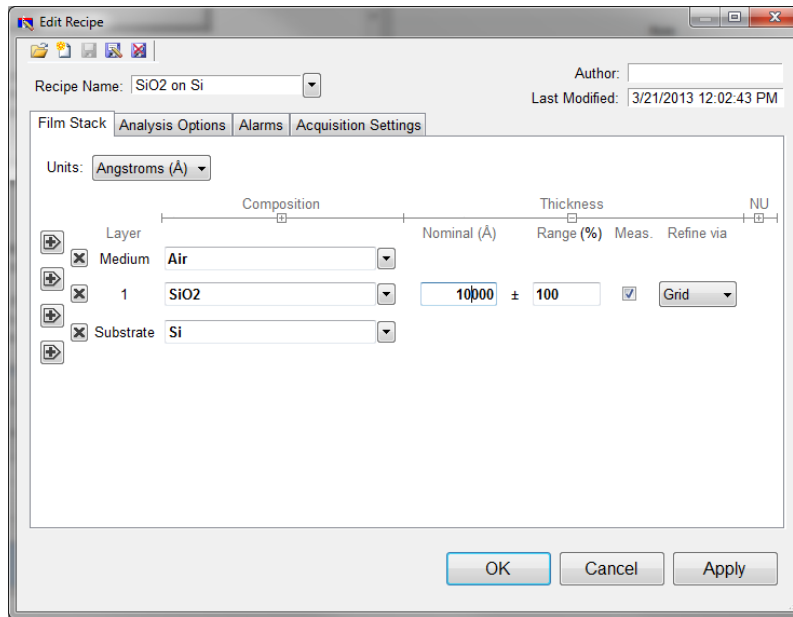 Edit Recipe
Recipe Name: SiO2 on Si
Author:
Last Modified: 3/21/2013 12:02:43 PM
Film Stack Analysis Options Alarms Acquisition Settings
Units: Angstroms (Å)
Composition Thickness NU
Layer Nominal (Å) Range (%) Meas. Refine via
Medium Air
1 SiO2 10000 ± 100 Grid
Substrate Si
OK Cancel Apply